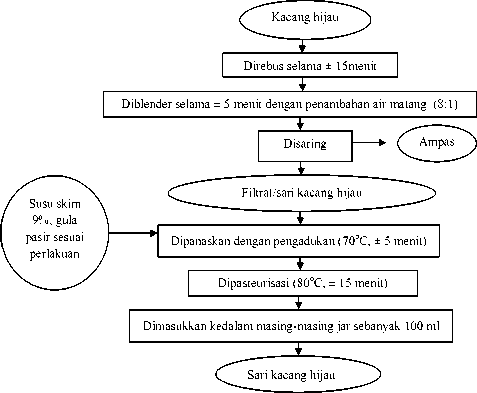 Kacang hijau
Direbus selama ± 15menit
Diblender selama = 5 menit dengan penambahan air matang (8:1)
Disaring
Ampas
Filtrat/sari kacang hijau
Susu skim
9%, gula
pasir sesuai
perlakuan
Dipanaskan dengan pengadukan (70°C, ± 5 menit)
Dipasteurisasi (80°C, = 15 menit)
Dimasukkan kedalam masing-masing jar sebanyak 100 ml
Sari kacang hijau